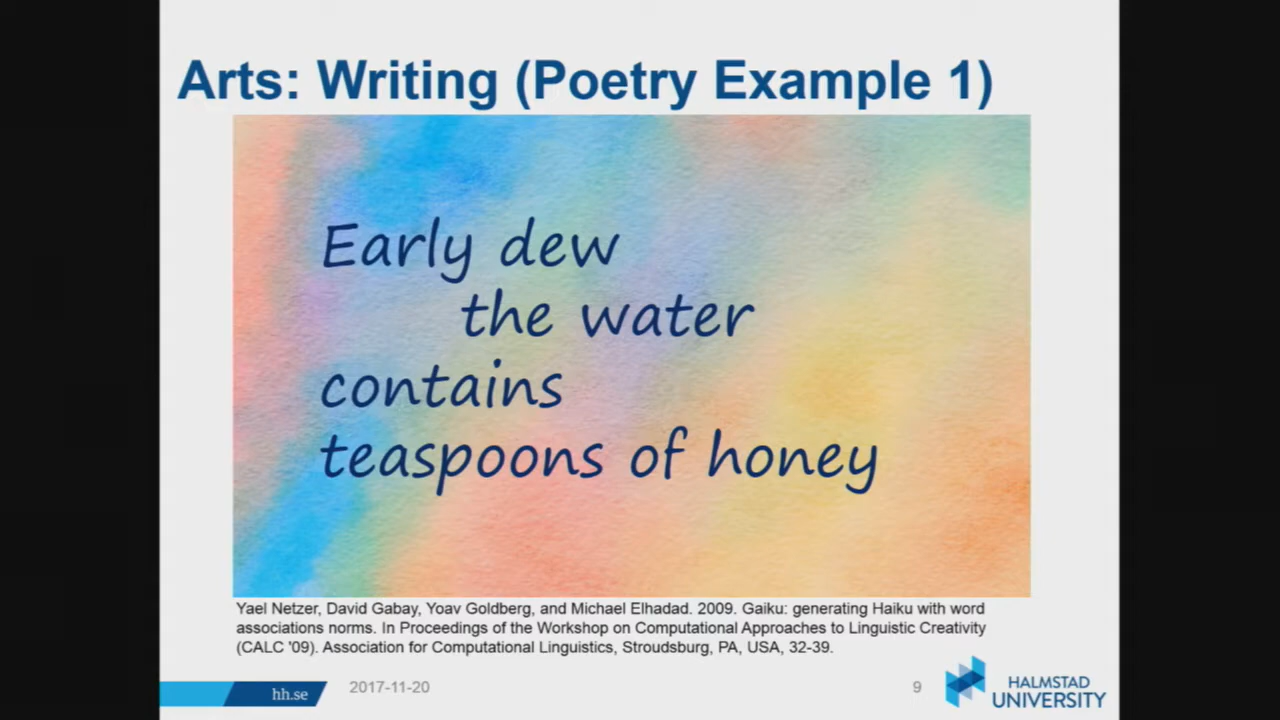 Arts: Writing (Poetry Example 1)
Early dew
the water
contains
teaspoons of honey
Yael Netzer, David Gabay, Yoav Goldberg, and Michael Elhadad. 2009. Gaiku: generating Haiku with word
associations norms. In Proceedings of the Workshop on Computational Approaches to Linguistic Creativity
(CALC '09). Association for Computational Linguistics, Stroudsburg, PA, USA, 32-39.
hh.se
2017-11-20
9
HALMSTAD
UNIVERSITY